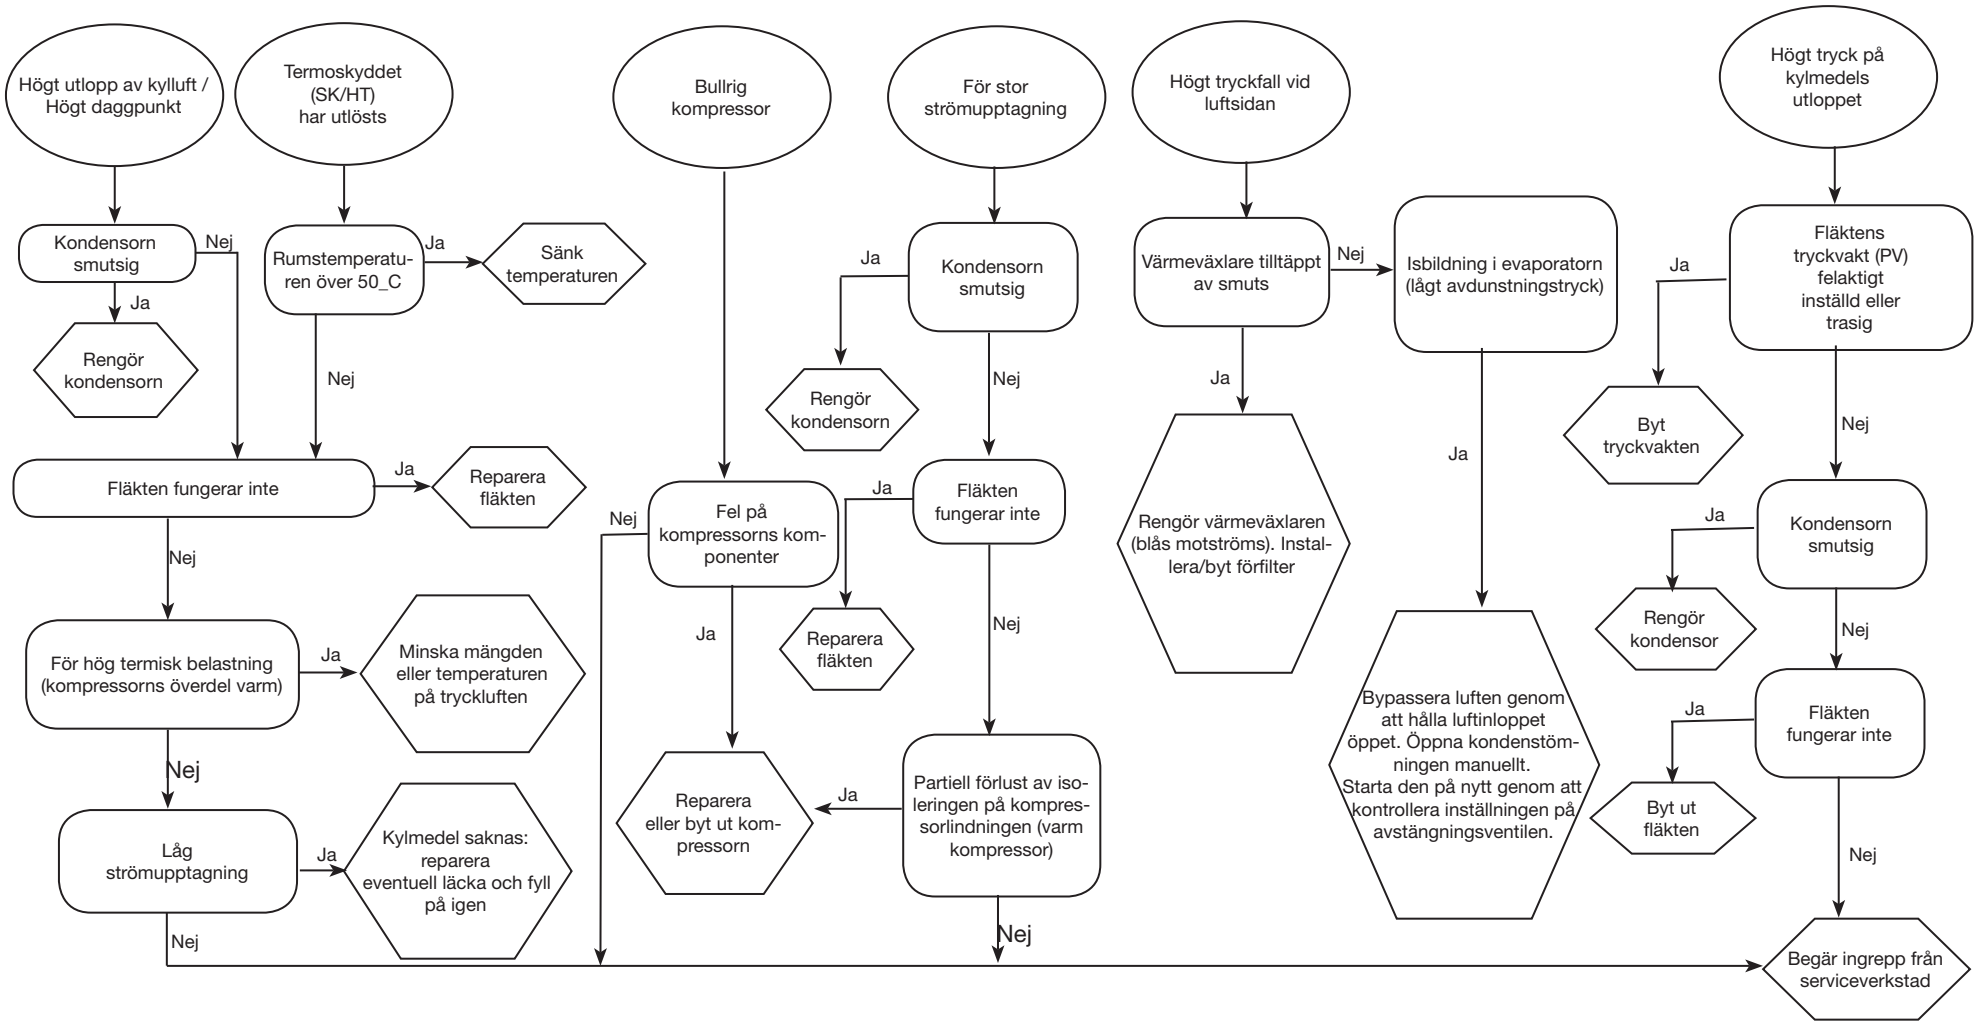 Högt utlopp av kylluft /
Högt daggpunkt
Termoskyddet
(SK/HT)
har utlösts
Bullrig
kompressor
För stor
strömupptagning
Högt tryckfall vid
luftsidan
Högt tryck på
kylmedels
utloppet
Kondensorn
smutsig
Nej
Ja
Rengör
kondensorn
Rumstemperatu-
ren över 50_C
Ja
Sänk
temperaturen
Nej
Fläkten fungerar inte
Ja
Reparera
fläkten
Nej
För hög termisk belastning
(kompressorns överdel varm)
Ja
Minska mängden
eller temperaturen
på tryckluften
Nej
Låg
strömupptagning
Ja
Kylmedel saknas:
reparera
eventuell läcka och fyll
på igen
Nej
Nej
Fel på
kompressorns kom-
ponenter
Ja
Reparera
eller byt ut kom-
pressorn
Ja
Kondensorn
smutsig
Rengör
kondensorn
Nej
Ja
Fläkten
fungerar inte
Reparera
fläkten
Nej
Ja
Partiell förlust av iso-
leringen på kompres-
sorlindningen (varm
kompressor)
Nej
Värmeväxlare tilltäppt
av smuts
Nej
Isbildning i evaporatorn
(lågt avdunstningstryck)
Ja
Rengör värmeväxlaren
(blås motströms). Instal-
lera/byt förfilter
Ja
Bypassera luften genom
att hålla luftinloppet
öppet. Öppna kondenstöm-
ningen manuellt.
Starta den på nytt genom att
kontrollera inställningen på
avstängningsventilen.
Fläktens
tryckvakt (PV)
felaktigt
inställd eller
trasig
Ja
Byt
tryckvakten
Nej
Ja
Kondensorn
smutsig
Rengör
kondensor
Nej
Ja
Fläkten
fungerar inte
Byt ut
fläkten
Nej
Begär ingrepp från
serviceverkstad